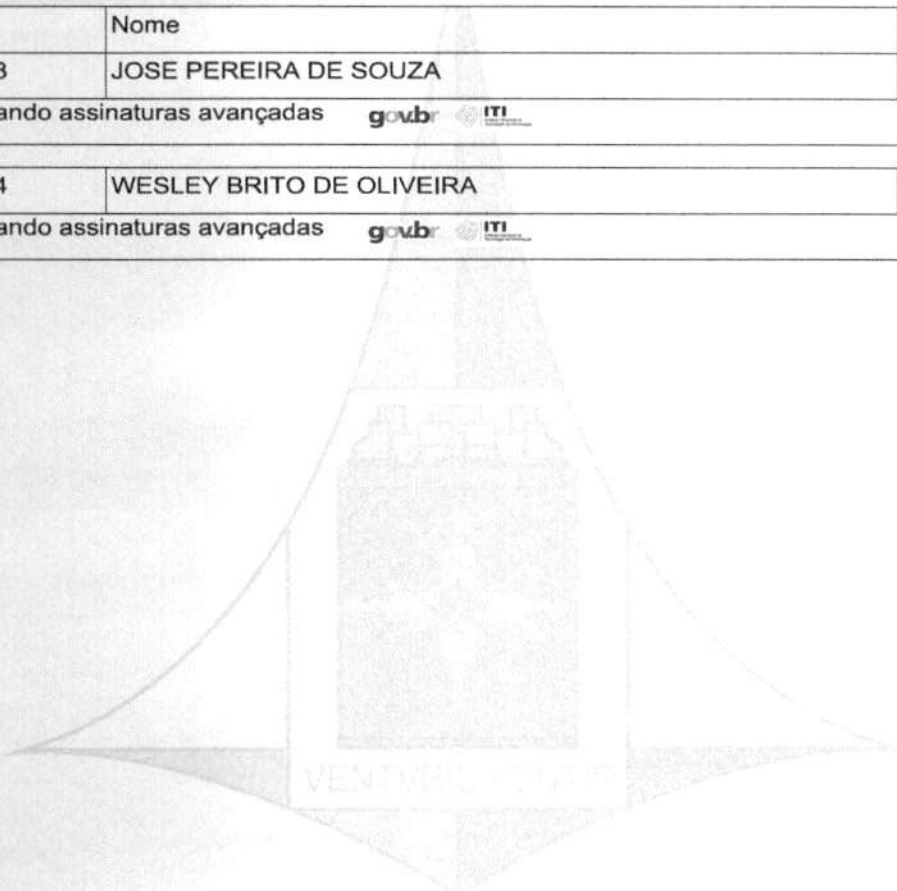 Nome
3 JOSE PEREIRA DE SOUZA
ando assinaturas avançadas gov.br ITI
4 WESLEY BRITO DE OLIVEIRA
ando assinaturas avançadas gov.br ITI
VENTVRIS